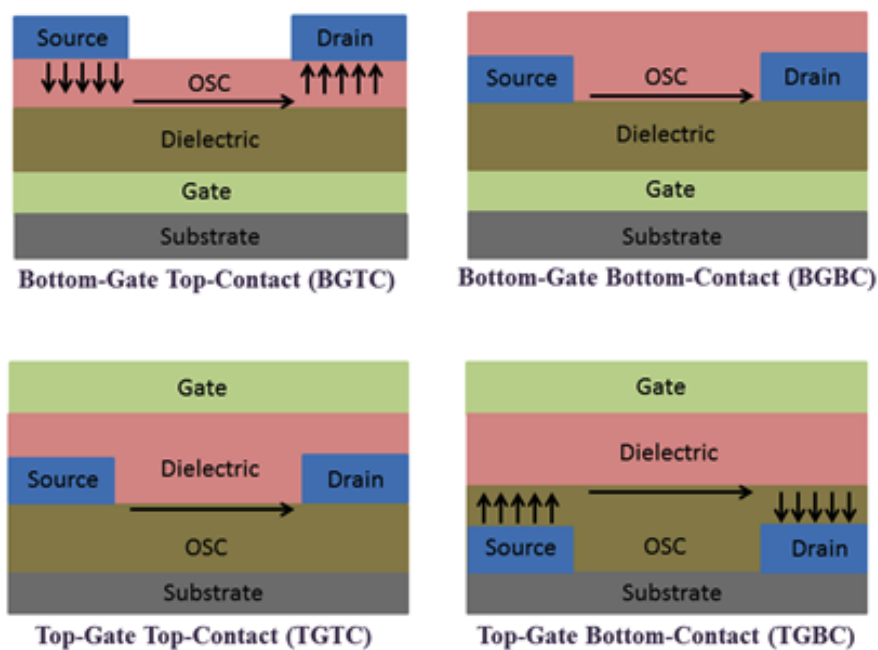 Source Drain
OSC
Dielectric
Gate
Substrate
Bottom-Gate Top-Contact (BGTC)
Source OSC Drain
Dielectric
Gate
Substrate
Bottom-Gate Bottom-Contact (BGBC)
Gate
Source Dielectric Drain
OSC
Substrate
Top-Gate Top-Contact (TGTC)
Gate
Dielectric
Source OSC Drain
Substrate
Top-Gate Bottom-Contact (TGBC)